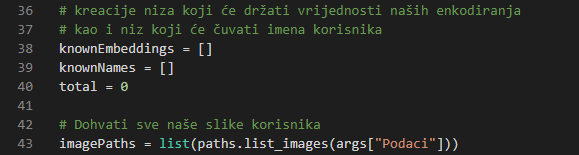 36 # kreacije niza koji će držati vrijednosti naših enkodiranja
37 # kao i niz koji će čuvati imena korisnika
38 knownEmbeddings = []
39 knownNames = []
40 total = 0
41
42 # Dohvati sve naše slike korisnika
43 imagePaths = list(paths.list_images(args["Podaci"]))